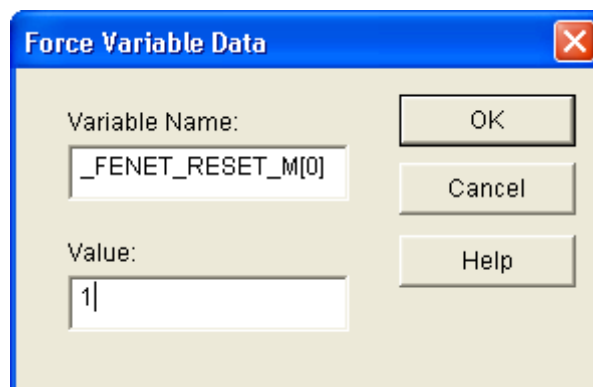 Force Variable Data
Variable Name:
_FENET_RESET_M[0]
OK
Cancel
Value:
1
Help